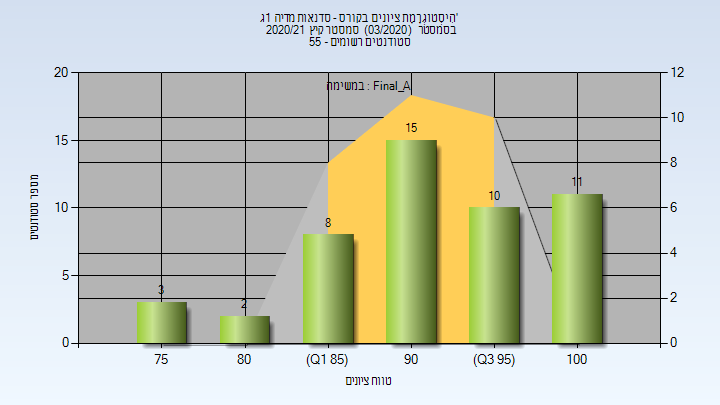 היסטוגרמת ציונים בקורס - סדנאות מדיה 1ג'
בסמסטר (03/2020) סמסטר קיץ 2020/21
סטודנטים רשומים - 55
במשימה : Final_A
20
15
10
5
0
12
10
8
6
4
2
0
3
2
8
15
10
11
75
80
(Q1 85)
90
(Q3 95)
100
מספר סטודנטים
טווח ציונים